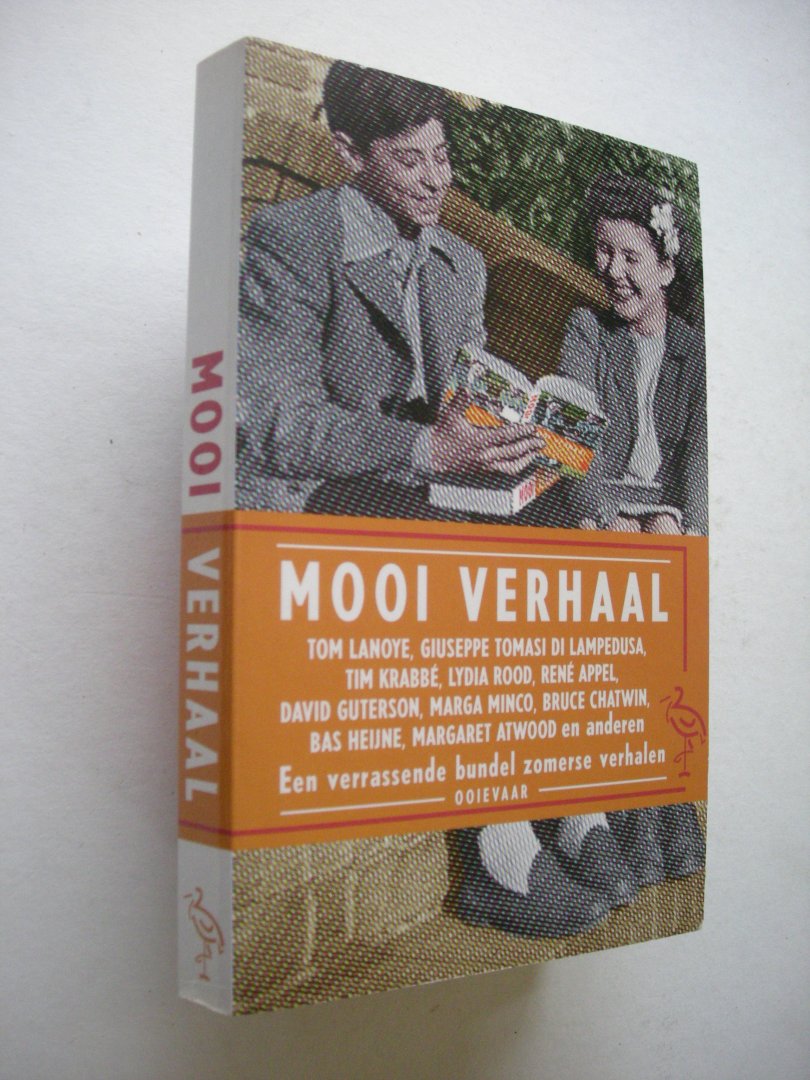 MOOI VERHAAL
MOOI VERHAAL
TOM LANOYE, GIUSEPPE TOMASI DI LAMPEDUSA,
TIM KRABBÉ, LYDIA ROOD, RENÉ APPEL,
DAVID GUTERSON, MARGA MINCO, BRUCE CHATWIN,
BAS HEIJNE, MARGARET ATWOOD en anderen
Een verrassende bundel zomerse verhalen
OOIEVAAR
MOOI